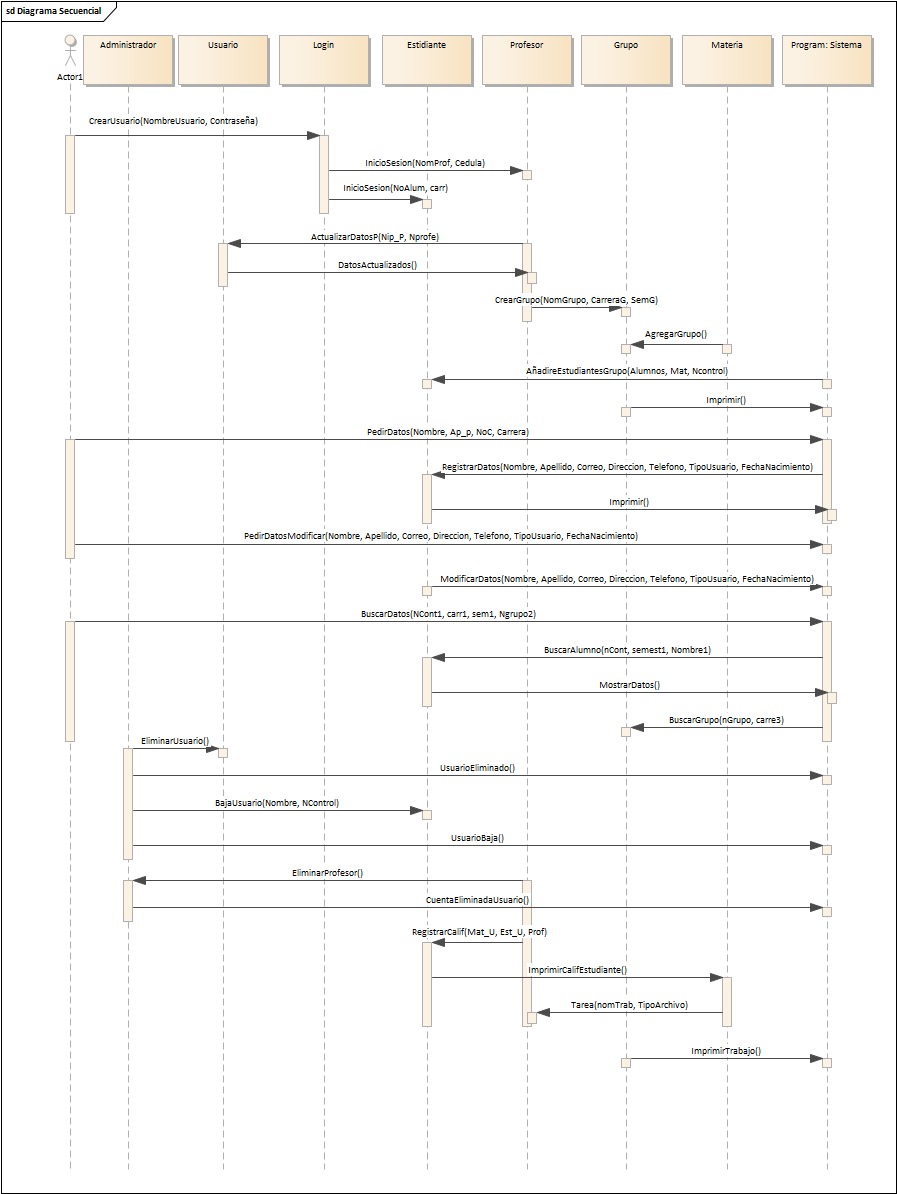 sd Diagrama Secuencial
Actor1
Administrador
Usuario
Login
Estidiante
Profesor
Grupo
Materia
Program: Sistema
CrearUsuario(NombreUsuario, Contraseña)
InicioSesion(NomProf, Cedula)
InicioSesion(NoAlum, carr)
ActualizarDatosP(Nip_P, Nprofe)
DatosActualizados()
CrearGrupo(NomGrupo, CarreraG, SemG)
AgregarGrupo()
AñadireEstudiantesGrupo(Alumnos, Mat, Ncontrol)
Imprimir()
PedirDatos(Nombre, Ap_p, NoC, Carrera)
RegistrarDatos(Nombre, Apellido, Correo, Direccion, Telefono, TipoUsuario, FechaNacimiento)
Imprimir()
PedirDatosModificar(Nombre, Apellido, Correo, Direccion, Telefono, TipoUsuario, FechaNacimiento)
ModificarDatos(Nombre, Apellido, Correo, Direccion, Telefono, TipoUsuario, FechaNacimiento)
BuscarDatos(NCont1, carr1, sem1, Ngrupo2)
BuscarAlumno(nCont, semest1, Nombre1)
MostrarDatos()
BuscarGrupo(nGrupo, carre3)
EliminarUsuario()
UsuarioEliminado()
BajaUsuario(Nombre, NControl)
UsuarioBaja()
EliminarProfesor()
CuentaEliminadaUsuario()
RegistrarCalif(Mat_U, Est_U, Prof)
ImprimirCalifEstudiante()
Tarea(nomTrab, TipoArchivo)
ImprimirTrabajo()